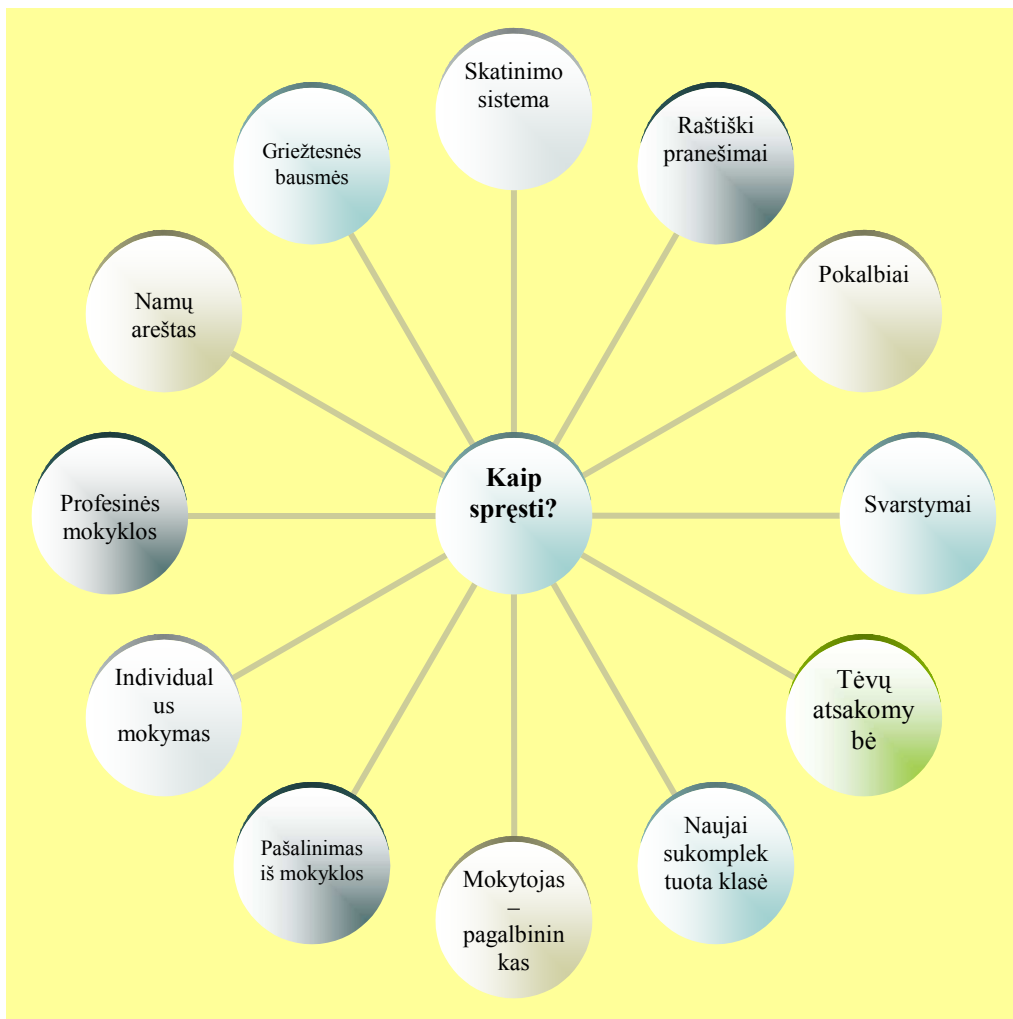 Skatinimo
sistema
Raštiški
pranešimai
Pokalbiai
Svarstymai
Tėvų
atsakomy
bė
Naujai
sukomplek
tuota klasė
Mokytojas
–
pagalbinin
kas
Pašalinimas
iš mokyklos
Individual
us
mokymas
Profesinės
mokyklos
Namų
areštas
Griežtesnės
bausmės
Kaip
spręsti?